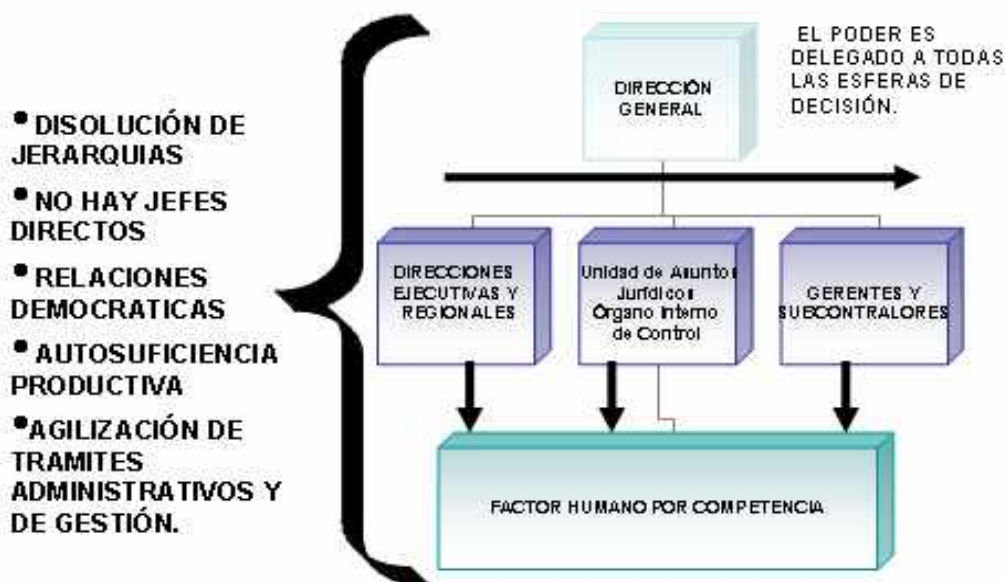 • DISOLUCIÓN DE
JERARQUIAS
• NO HAY JEFES
DIRECTOS
• RELACIONES
DEMOCRATICAS
• AUTOSUFICIENCIA
PRODUCTIVA
•AGILIZACIÓN DE
TRAMITES
ADMINISTRATIVOS Y
DE GESTIÓN.
DIRECCIÓN
GENERAL
EL PODER ES
DELEGADO A TODAS
LAS ESFERAS DE
DECISIÓN.
DIRECCIONES
EJECUTIVAS Y
REGIONALES
Unidad de Asuntos
Jurídicos
Órgano Interno
de Control
GERENTES Y
SUBCONTRALORES
FACTOR HUMANO POR COMPETENCIA